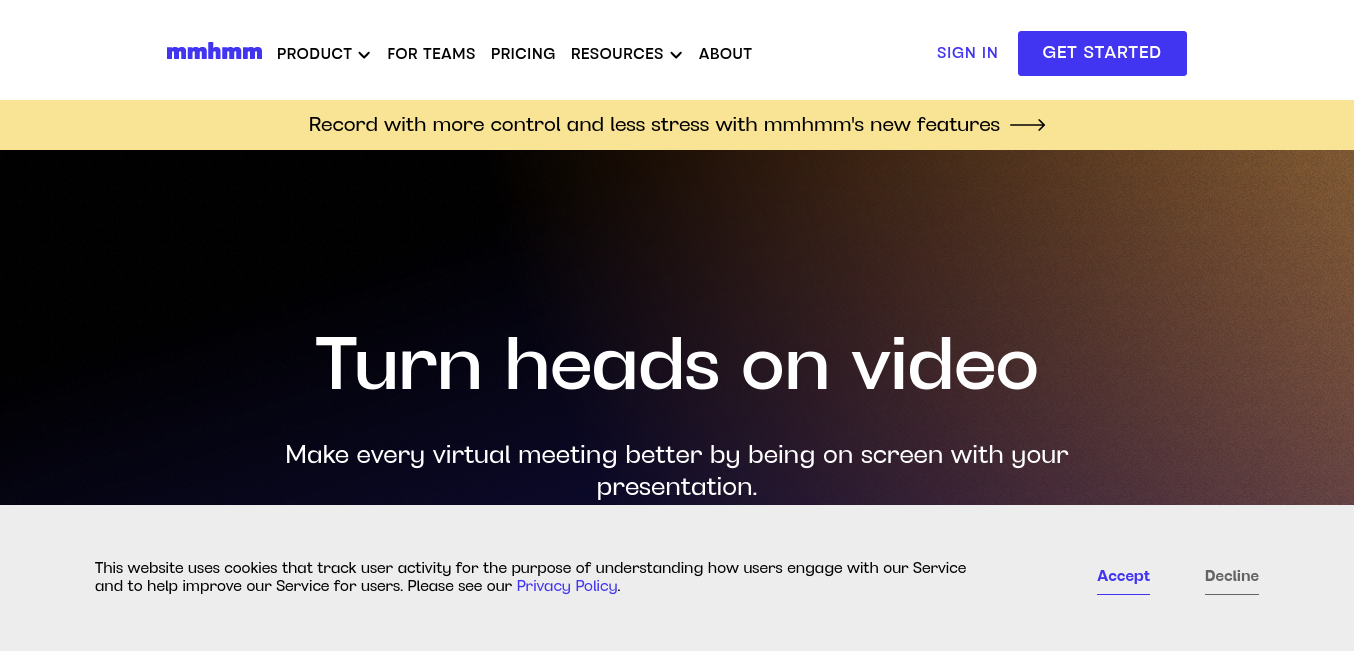 mmhmm PRODUCT FOR TEAMS PRICING RESOURCES ABOUT SIGN IN GET STARTED
Record with more control and less stress with mmhmm's new features
Turn heads on video
Make every virtual meeting better by being on screen with your
presentation.
This website uses cookies that track user activity for the purpose of understanding how users engage with our Service
and to help improve our Service for users. Please see our Privacy Policy.
Accept Decline